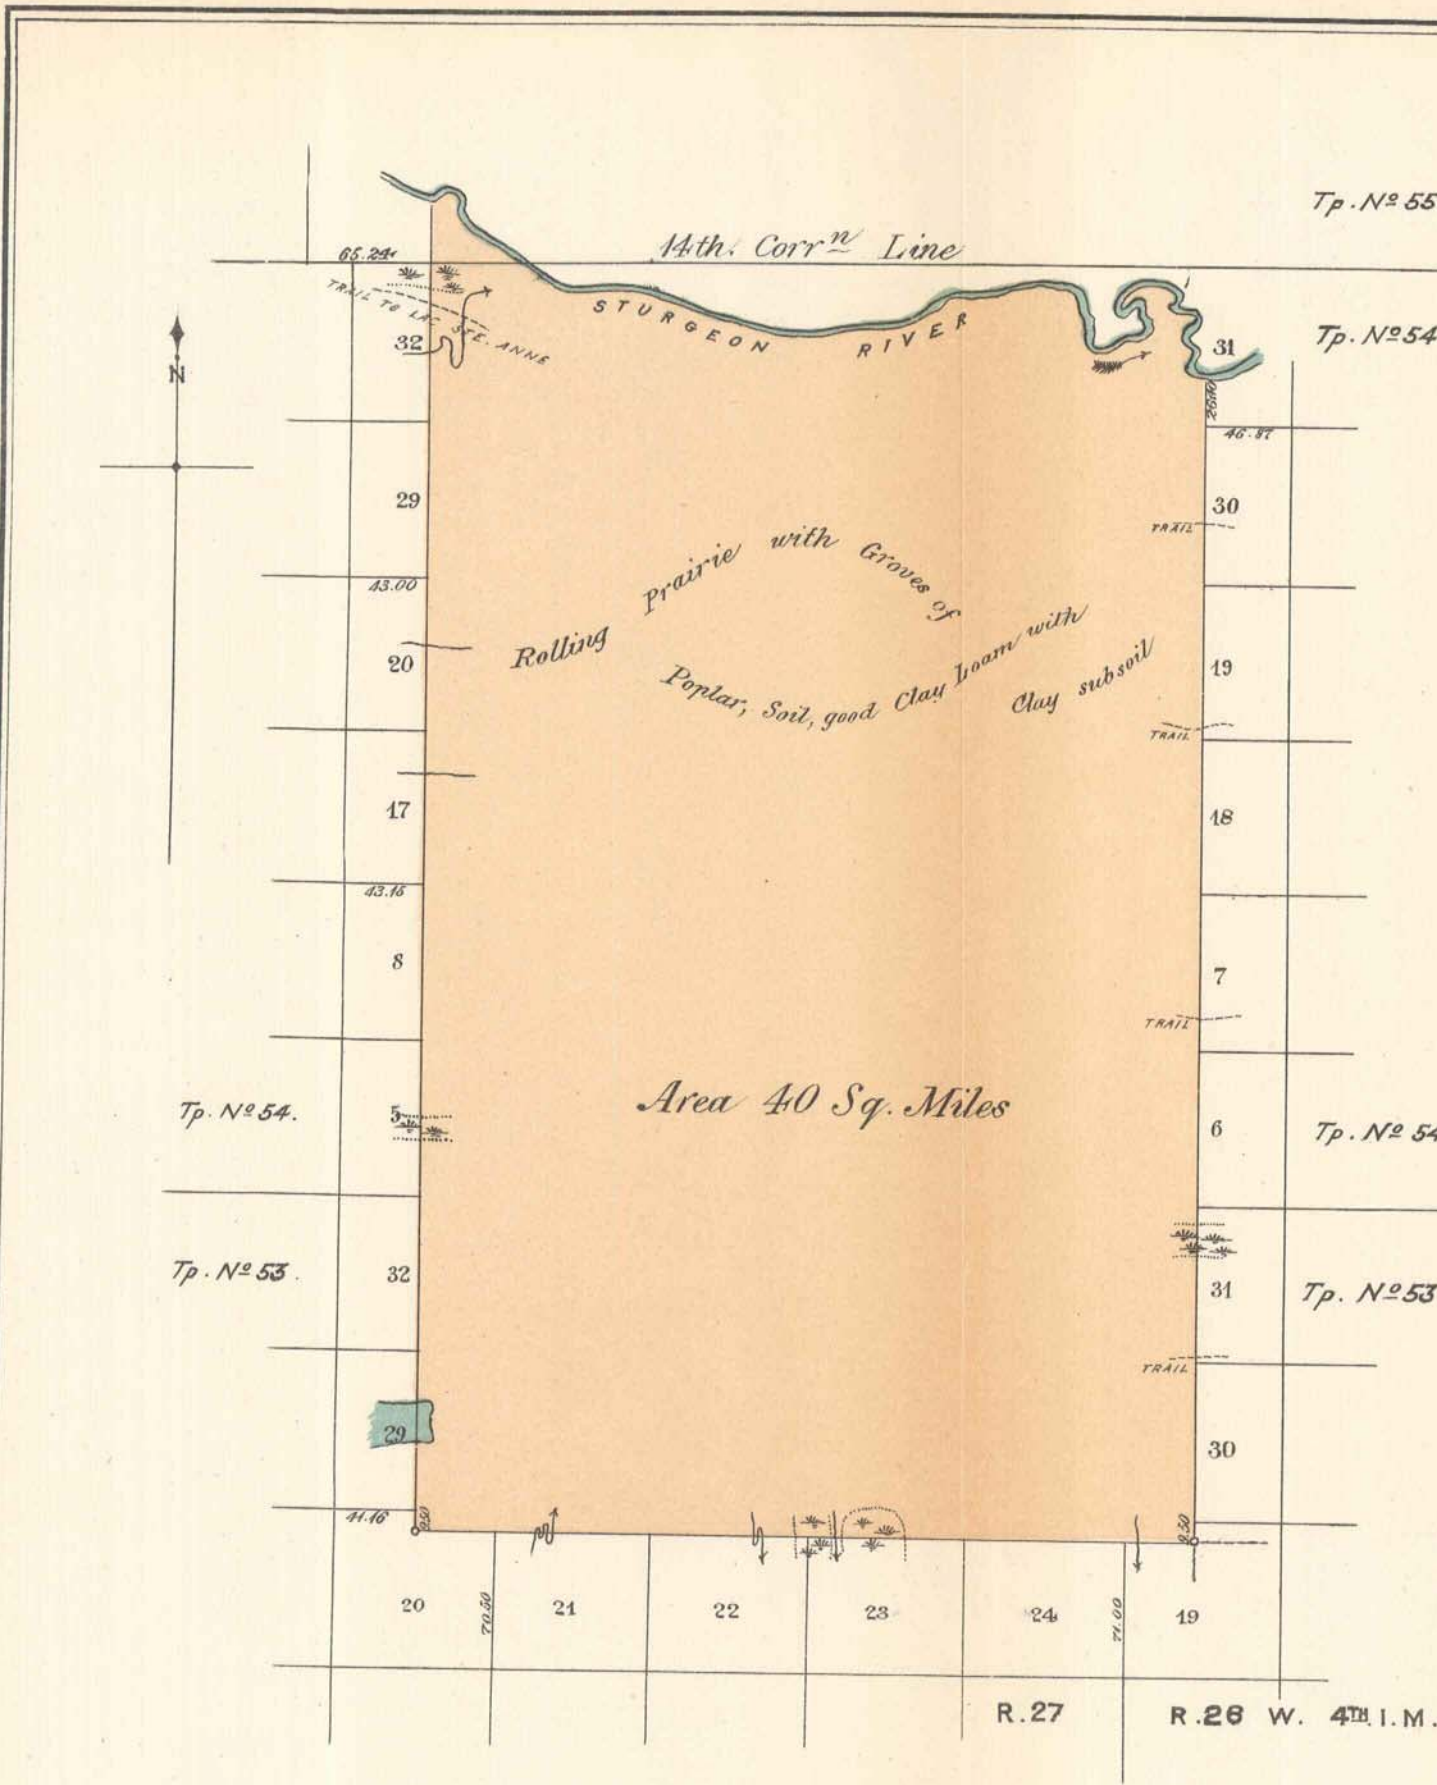 Tp. Nº 55
14th. Corrn Line
65.24
TRAIL TO LAC STE. ANNE
STURGEON RIVER
Tp. Nº 54
32
31
N
26.10
46.87
29
30
TRAIL
Rolling Prairie with Groves of
Poplar, Soil, good Clay Loam with
Clay subsoil
43.00
20
19
TRAIL
17
18
43.15
8
7
TRAIL
Area 40 Sq. Miles
Tp. Nº 54.
5
6
Tp. Nº 54
Tp. Nº 53.
32
31
Tp. Nº 53
TRAIL
29
30
41.16
9.50
9.50
20
70.50
21
22
23
24
71.00
19
R. 27
R. 26 W. 4TH. I. M.